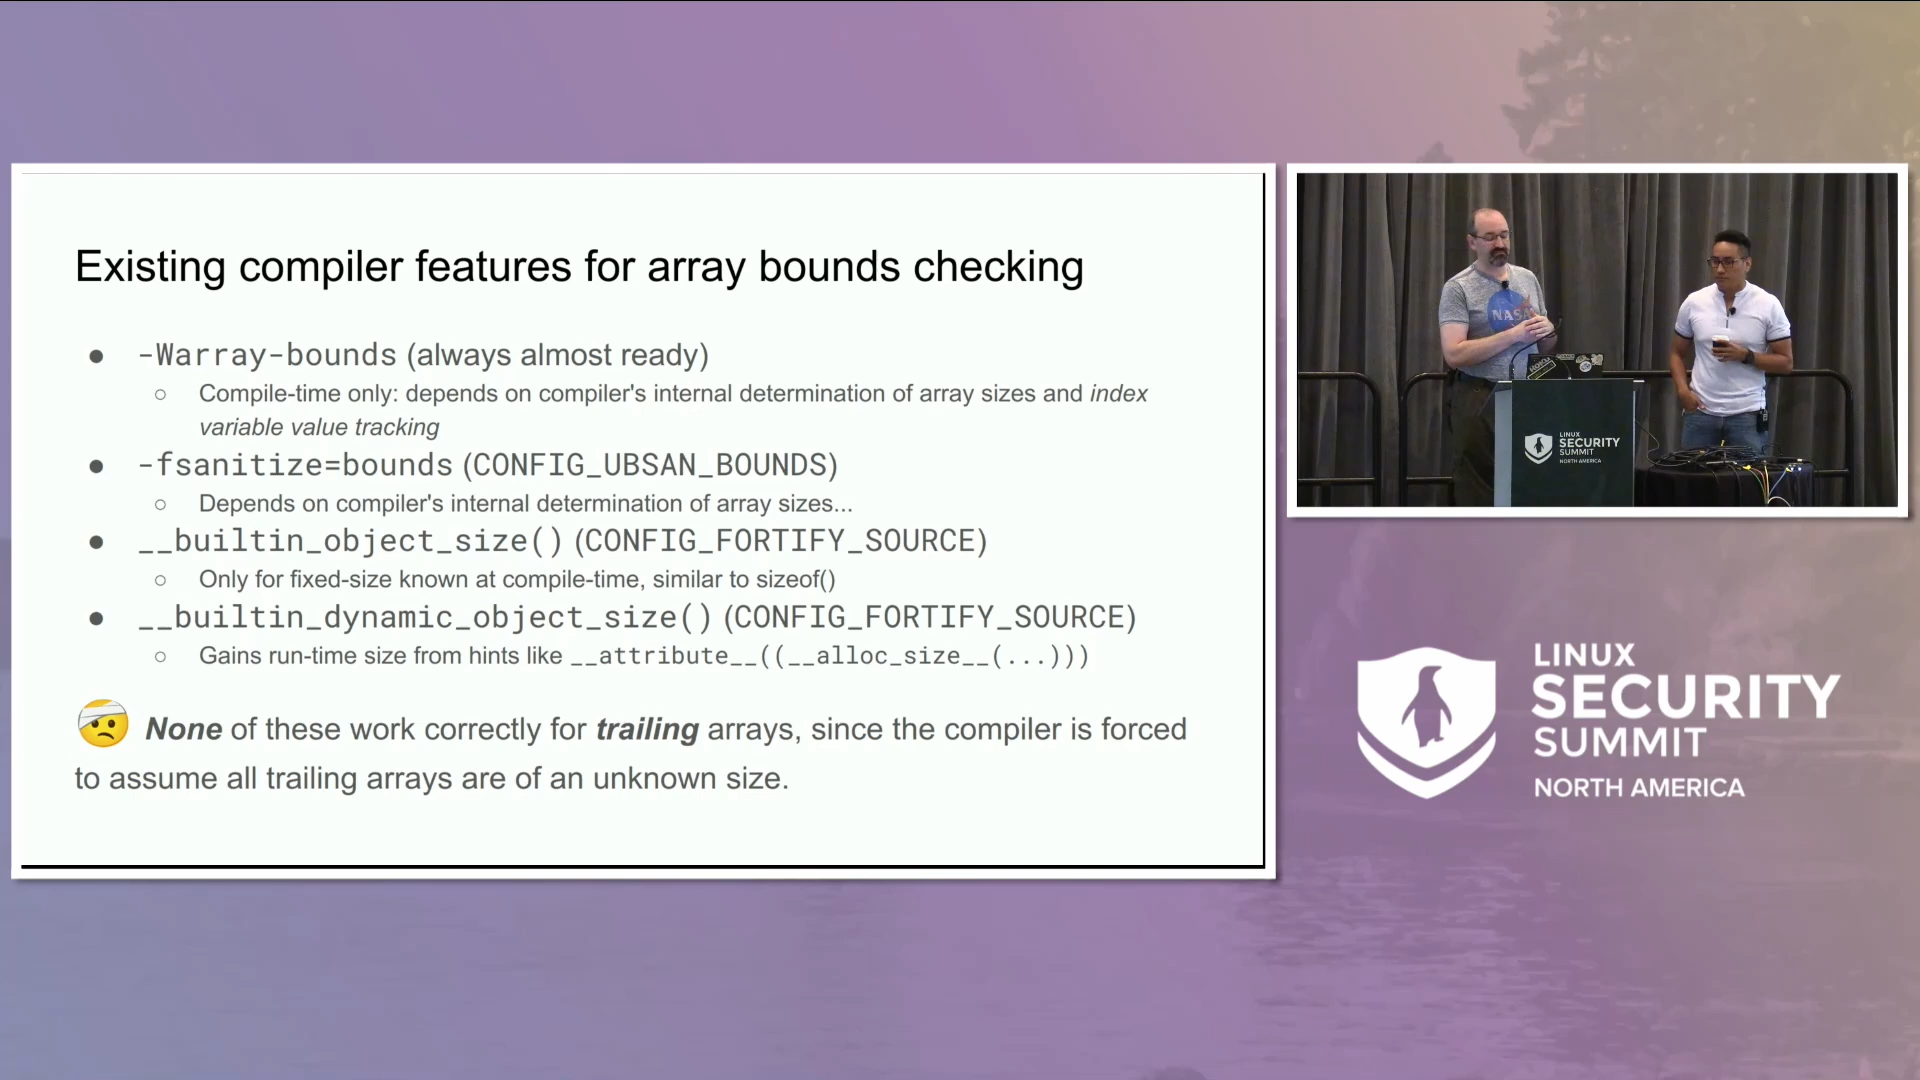 Existing compiler features for array bounds checking
● -Warray-bounds (always almost ready)
○ Compile-time only: depends on compiler's internal determination of array sizes and index
variable value tracking
● -fsanitize=bounds (CONFIG_UBSAN_BOUNDS)
○ Depends on compiler's internal determination of array sizes...
● __builtin_object_size() (CONFIG_FORTIFY_SOURCE)
○ Only for fixed-size known at compile-time, similar to sizeof()
● __builtin_dynamic_object_size() (CONFIG_FORTIFY_SOURCE)
○ Gains run-time size from hints like __attribute__((__alloc_size__(...)))
🤕 None of these work correctly for trailing arrays, since the compiler is forced
to assume all trailing arrays are of an unknown size.
NASA
LINUX
SECURITY
SUMMIT
NORTH AMERICA
LINUX
SECURITY
SUMMIT
NORTH AMERICA